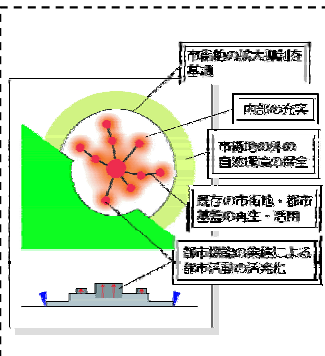 市街地の拡大抑制を
基調
内部の充実
市街地の外の
自然環境の保全
既存の市街地・都市
基盤の再生・活用
都市機能の集積による
都市活動の活発化